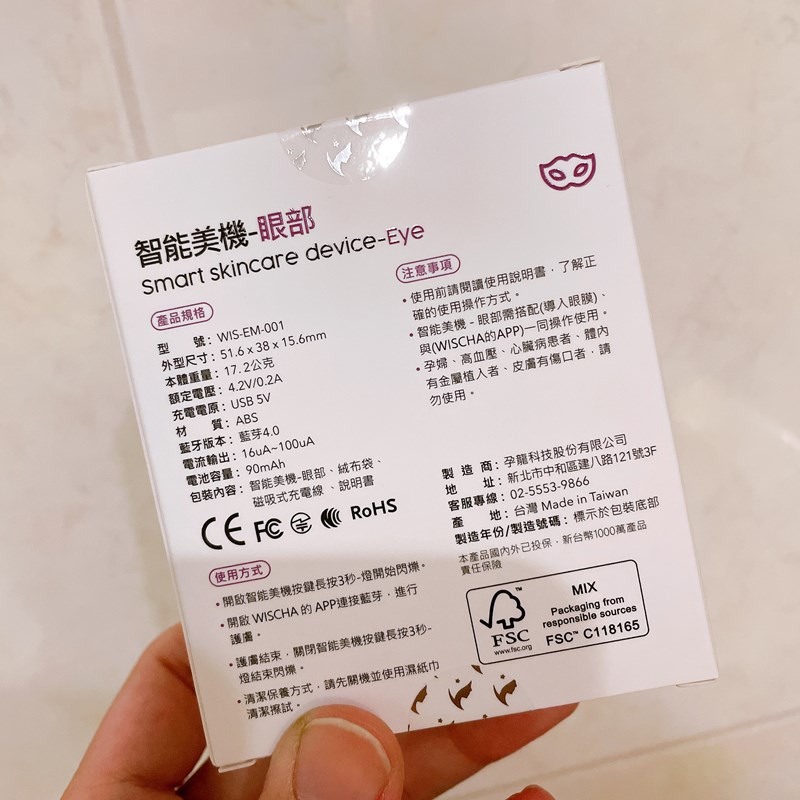 智能美機-眼部
Smart skincare device-Eye
產品規格
型　　號：WIS-EM-001
外型尺寸：51.6 x 38 x 15.6mm
本體重量：17.2公克
額定電壓：4.2V/0.2A
充電電原：USB 5V
材　　質：ABS
藍牙版本：藍芽4.0
電流輸出：16uA~100uA
電池容量：90mAh
包裝內容：智能美機-眼部、絨布袋、
磁吸式充電線、說明書
CE FC RoHS
使用方式
•開啟智能美機按鍵長按3秒-燈開始閃爍。
•開啟 WISCHA 的 APP連接藍芽，進行
護膚。
•護膚結束，關閉智能美機按鍵長按3秒-
燈結束閃爍。
•清潔保養方式，請先關機並使用濕紙巾
清潔擦試。
注意事項
•使用前請閱讀使用說明書，了解正
確的使用操作方式。
•智能美機-眼部需搭配(導入眼膜)、
與(WISCHA的APP)一同操作使用。
•孕婦、高血壓、心臟病患者、體內
有金屬植人者、皮膚有傷口者，請
勿使用。
製 造 商：孕龍科技股份有限公司
地　　址：新北市中和區建八路121號3F
客服專線：02-5553-9866
產　　地：台灣 Made in Taiwan
製造年份/製造號碼：標示於包裝底部
本產品國內外已投保，新台幣1000萬產品
責任保險
FSC™
www.fsc.org
MIX
Packaging from
responsible sources
FSC™ C118165